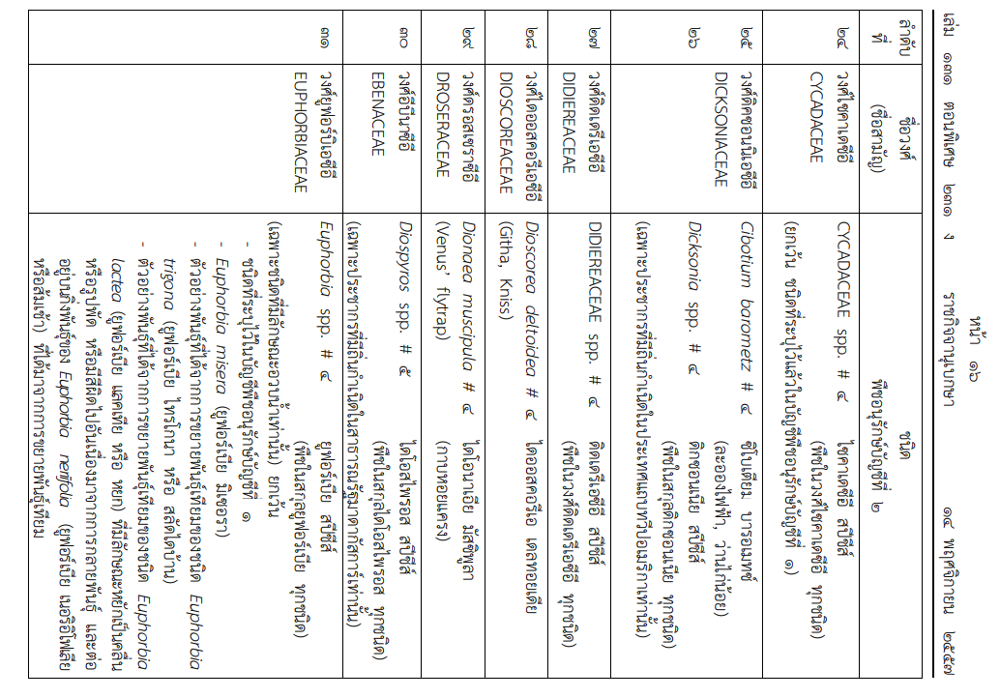 หน้า ๑๖
เล่ม ๑๓๑ ตอนพิเศษ ๒๓๑ ง ราชกิจจานุเบกษา ๑๔ พฤศจิกายน ๒๕๕๗
ลำดับที่ ชื่อวงศ์ (ชื่อสามัญ) ชนิด
พืชอนุรักษ์บัญชีที่ ๒
๒๔ วงศ์ไซคาเดซีอี CYCADACEAE spp. # ๔ ไซคาเดซีอี สปีชีส์
CYCADACEAE (พืชในวงศ์ไซคาเดซีอี ทุกชนิด)
(ยกเว้น ชนิดที่ระบุไว้แล้วในบัญชีพืชอนุรักษ์บัญชีที่ ๑)
๒๕ วงศ์ดิคซอนนิเอซีอี Cibotium barometz # ๔ ซิโบเตียม บารอเมทซ์
DICKSONIACEAE (ละอองไฟฟ้า, ว่านไก่น้อย)
๒๖ Dicksonia spp. # ๔ ดิกซอนเนีย สปีชีส์
(พืชในสกุลดิกซอนเนีย ทุกชนิด)
(เฉพาะประชากรที่มีถิ่นกำเนิดในประเทศแถบทวีปอเมริกาเท่านั้น)
๒๗ วงศ์ดิดิเดรีเอซีอี DIDIEREACEAE spp. # ๔ ดิดิเดรีเอซีอี สปีชีส์
DIDIEREACEAE (พืชในวงศ์ดิดิเดรีเอซีอี ทุกชนิด)
๒๘ วงศ์ไดออสคอรีเอซีอี Dioscorea deltoidea # ๔ ไดออสคอรีเอ เดลทอยเดีย
DIOSCOREACEAE (Githa, Kniss)
๒๙ วงศ์ดรอสเซราซีอี Dionaea muscipula # ๔ ไดโอนาเอีย มัสซิพูลา
DROSERACEAE (Venus' flytrap) (กาบหอยแครง)
๓๐ วงศ์อีบีนาซีอี Diospyros spp. # ๕ ไดโอสไพรอส สปีชีส์
EBENACEAE (พืชในสกุลไดโอสไพรอส ทุกชนิด)
(เฉพาะประชากรที่มีถิ่นกำเนิดในสาธารณรัฐมาดากัสการ์เท่านั้น)
๓๑ วงศ์ยูฟอร์บิเอซีอี Euphorbia spp. # ๔ ยูฟอร์เบีย สปีชีส์
EUPHORBIACEAE (พืชในสกุลยูฟอร์เบีย ทุกชนิด)
(เฉพาะชนิดที่มีลักษณะอวบน้ำเท่านั้น) ยกเว้น
- ชนิดที่ระบุไว้ในบัญชีพืชอนุรักษ์บัญชีที่ ๑
- Euphorbia misera (ยูฟอร์เบีย มิเซอรา)
- ตัวอย่างพันธุ์ที่ได้จากการขยายพันธุ์เทียมของชนิด Euphorbia
trigona (ยูฟอร์เบีย ไทรโกนา หรือ สลัดไดบ้าน)
- ตัวอย่างพันธุ์ที่ได้จากการขยายพันธุ์เทียมของชนิด Euphorbia
lactea (ยูฟอร์เบีย แลคเทีย หรือ หยก) ที่มีลักษณะหยักเป็นคลื่น
หรือรูปพัด หรือมีสีผิดไปอันเนื่องมาจากการกลายพันธุ์ และต่อ
อยู่บนกิ่งพันธุ์ของ Euphorbia neriifolia (ยูฟอร์เบีย เนอริอิโฟเลีย
หรือส้มเช้า) ที่ได้มาจากการขยายพันธุ์เทียม